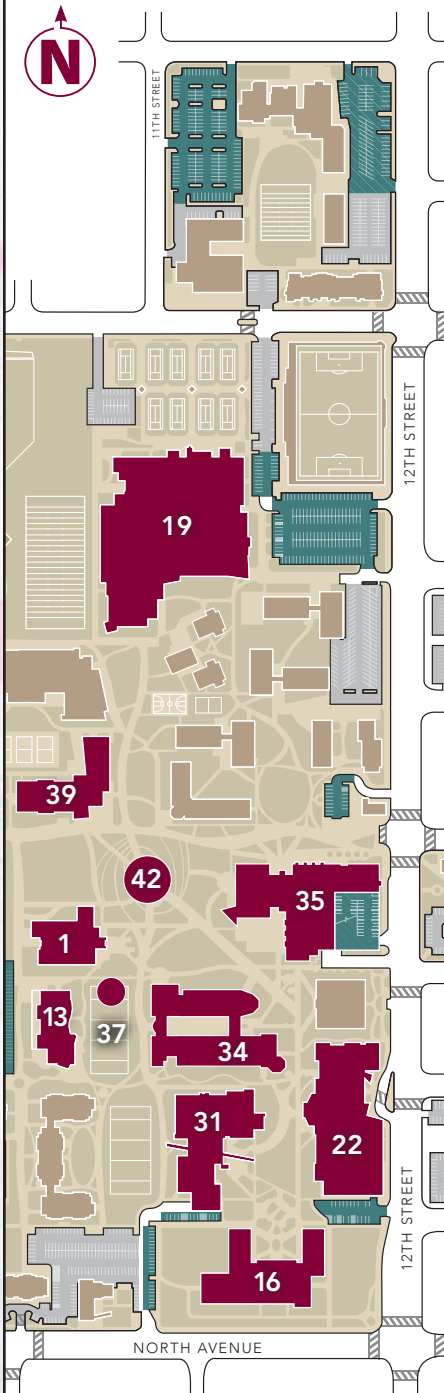 N
11TH STREET
12TH STREET
19
39
42
35
1
13
37
34
31
22
12TH STREET
16
NORTH AVENUE